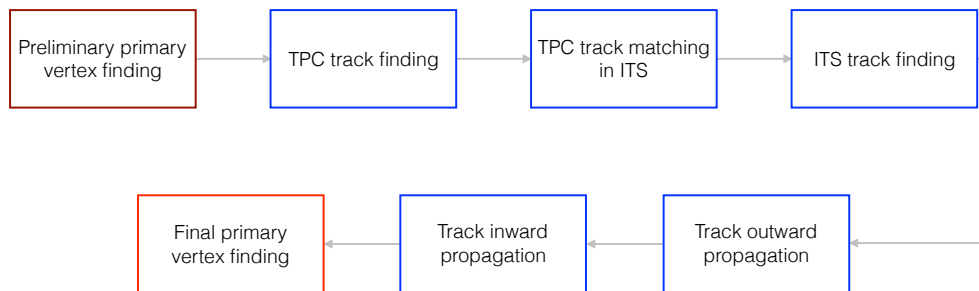 Preliminary primary
vertex finding
TPC track finding
TPC track matching
in ITS
ITS track finding
Track outward
propagation
Track inward
propagation
Final primary
vertex finding